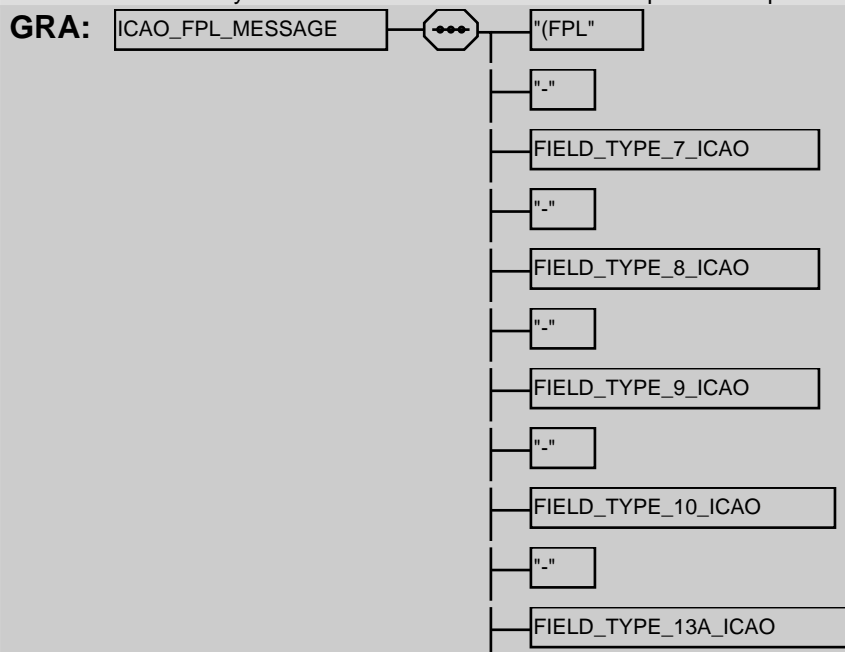 GRA: ICAO_FPL_MESSAGE "(FPL"
"-"
FIELD_TYPE_7_ICAO
"-"
FIELD_TYPE_8_ICAO
"-"
FIELD_TYPE_9_ICAO
"-"
FIELD_TYPE_10_ICAO
"-"
FIELD_TYPE_13A_ICAO